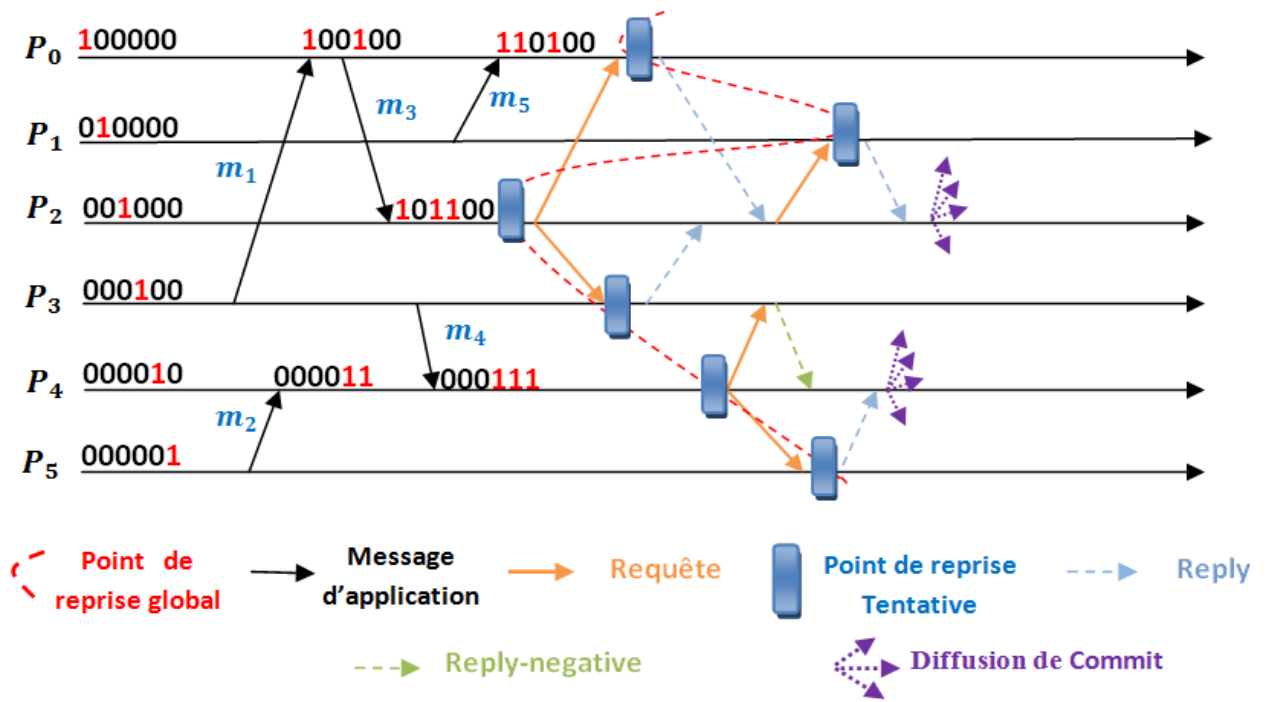 P0 100000 100100 110100
m3 m5
P1 010000
m1
P2 001000 101100
P3 000100
m4
P4 000010 000011 000111
m2
P5 000001
Point de
reprise global
Message
d’application
Requête
Point de reprise
Tentative
Reply
Reply-negative
Diffusion de Commit